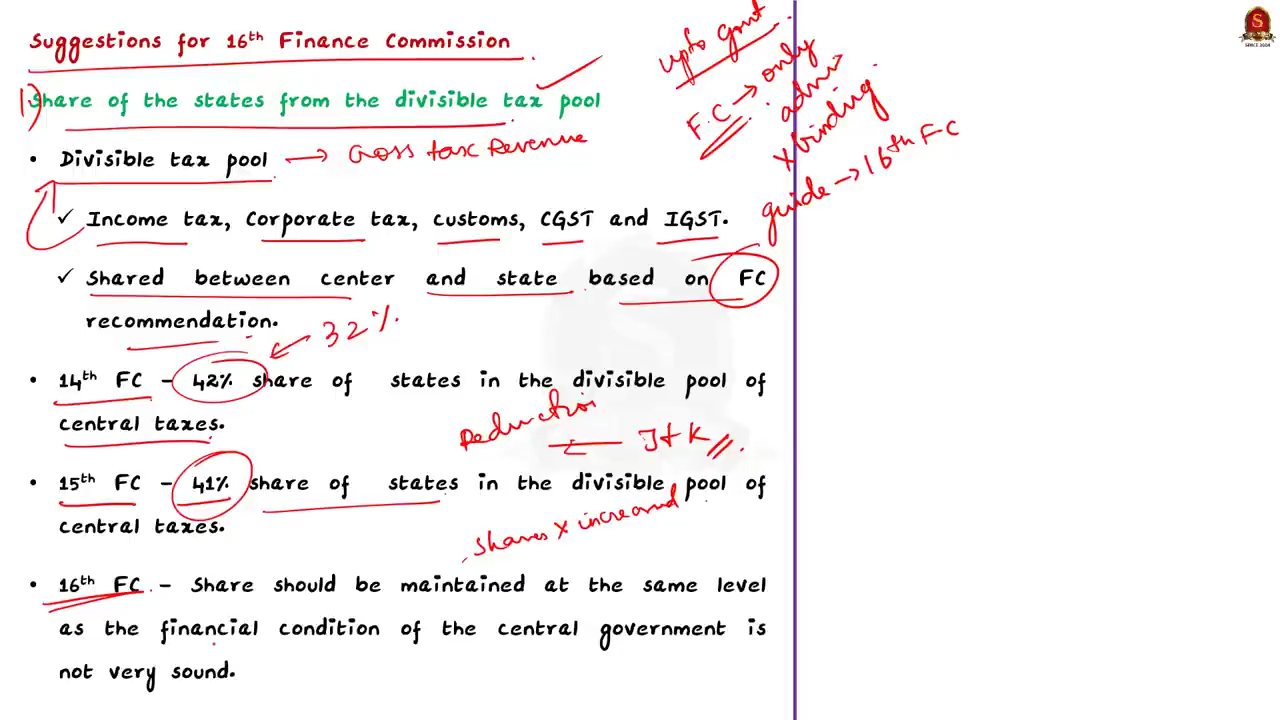 Suggestions for 16th Finance Commission
1) Share of the states from the divisible tax pool
• Divisible tax pool → Gross tax Revenue
✓ Income tax, Corporate tax, customs, CGST and IGST.
✓ Shared between center and state based on FC
recommendation.
32%
• 14th FC - 42% share of states in the divisible pool of
central taxes.
Reduction ← J+K
• 15th FC - 41% share of states in the divisible pool of
central taxes.
shares x increased
• 16th FC - Share should be maintained at the same level
as the financial condition of the central government is
not very sound.
upto govt
F.C → only
advis
x binding
guide → 16th FC
S
SINCE 2004